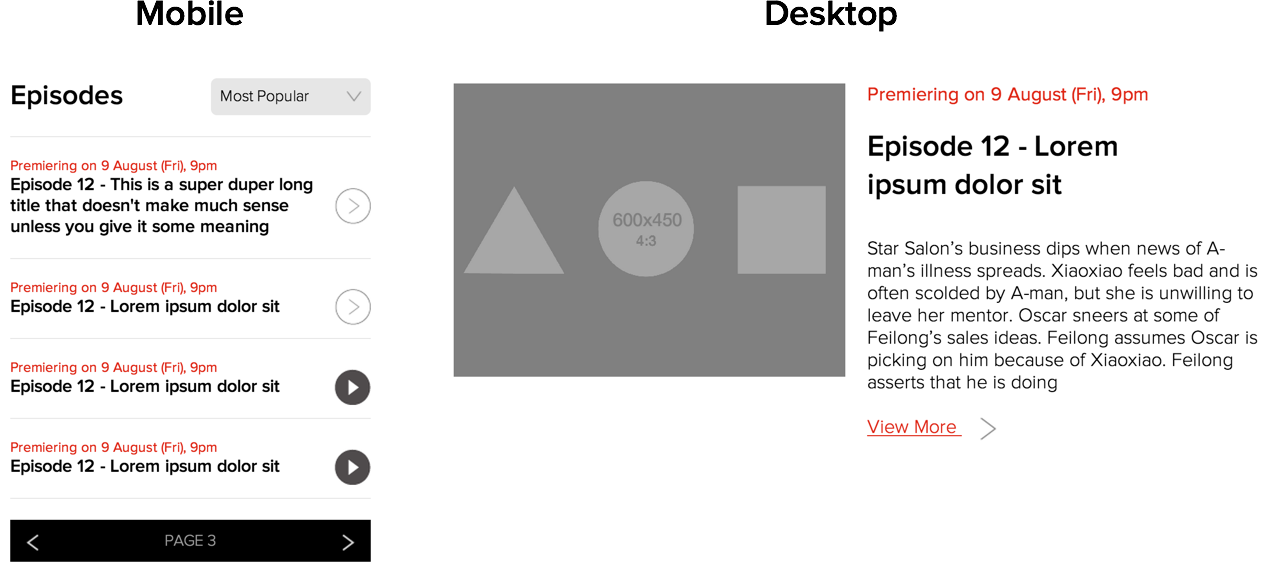 Mobile
Desktop
Episodes
Most Popular
Premiering on 9 August (Fri), 9pm
Episode 12 - This is a super duper long
title that doesn't make much sense
unless you give it some meaning
Premiering on 9 August (Fri), 9pm
Episode 12 - Lorem ipsum dolor sit
Premiering on 9 August (Fri), 9pm
Episode 12 - Lorem ipsum dolor sit
Premiering on 9 August (Fri), 9pm
Episode 12 - Lorem ipsum dolor sit
PAGE 3
600x450
4:3
Premiering on 9 August (Fri), 9pm
Episode 12 - Lorem
ipsum dolor sit
Star Salon’s business dips when news of A-
man’s illness spreads. Xiaoxiao feels bad and is
often scolded by A-man, but she is unwilling to
leave her mentor. Oscar sneers at some of
Feilong’s sales ideas. Feilong assumes Oscar is
picking on him because of Xiaoxiao. Feilong
asserts that he is doing
View More